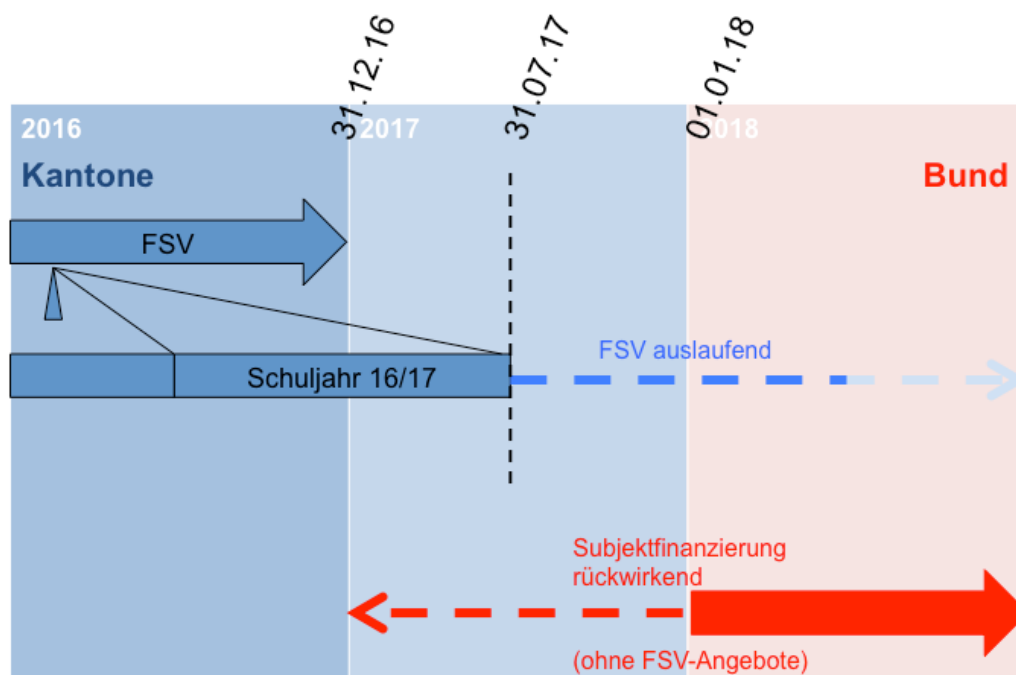 31.12.16
31.07.17
01.01.18
2016
2017
2018
Kantone
Bund
FSV
FSV auslaufend
Schuljahr 16/17
Subjektfinanzierung
rückwirkend
(ohne FSV-Angebote)